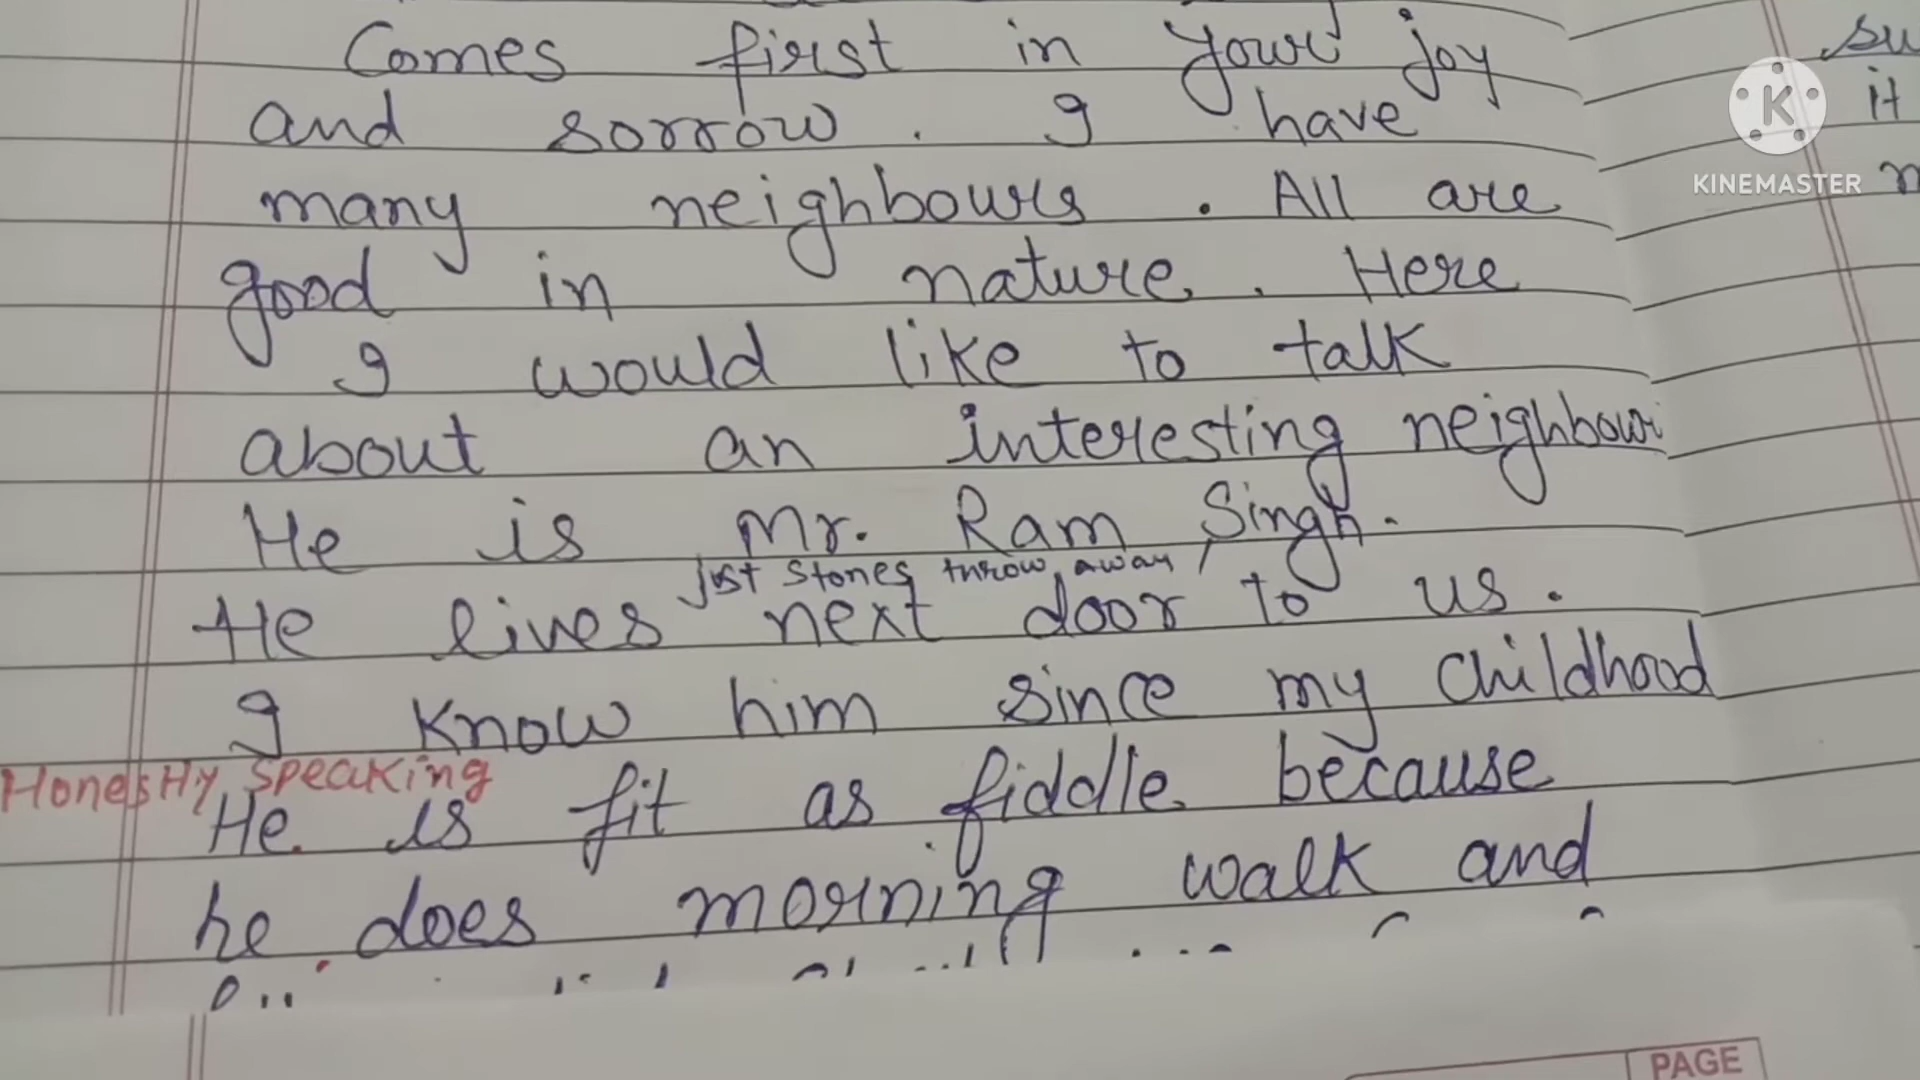 Comes first in your joy
and sorrow. I have
many neighbours. All are
good in nature. Here
I would like to talk
about an interesting neighbour
He is Mr. Ram Singh.
just stones throw away,
He lives next door to us.
I know him since my childhood
Honestly speaking
He is fit as fiddle because
he does morning walk and
su
it
KINEMASTER
PAGE